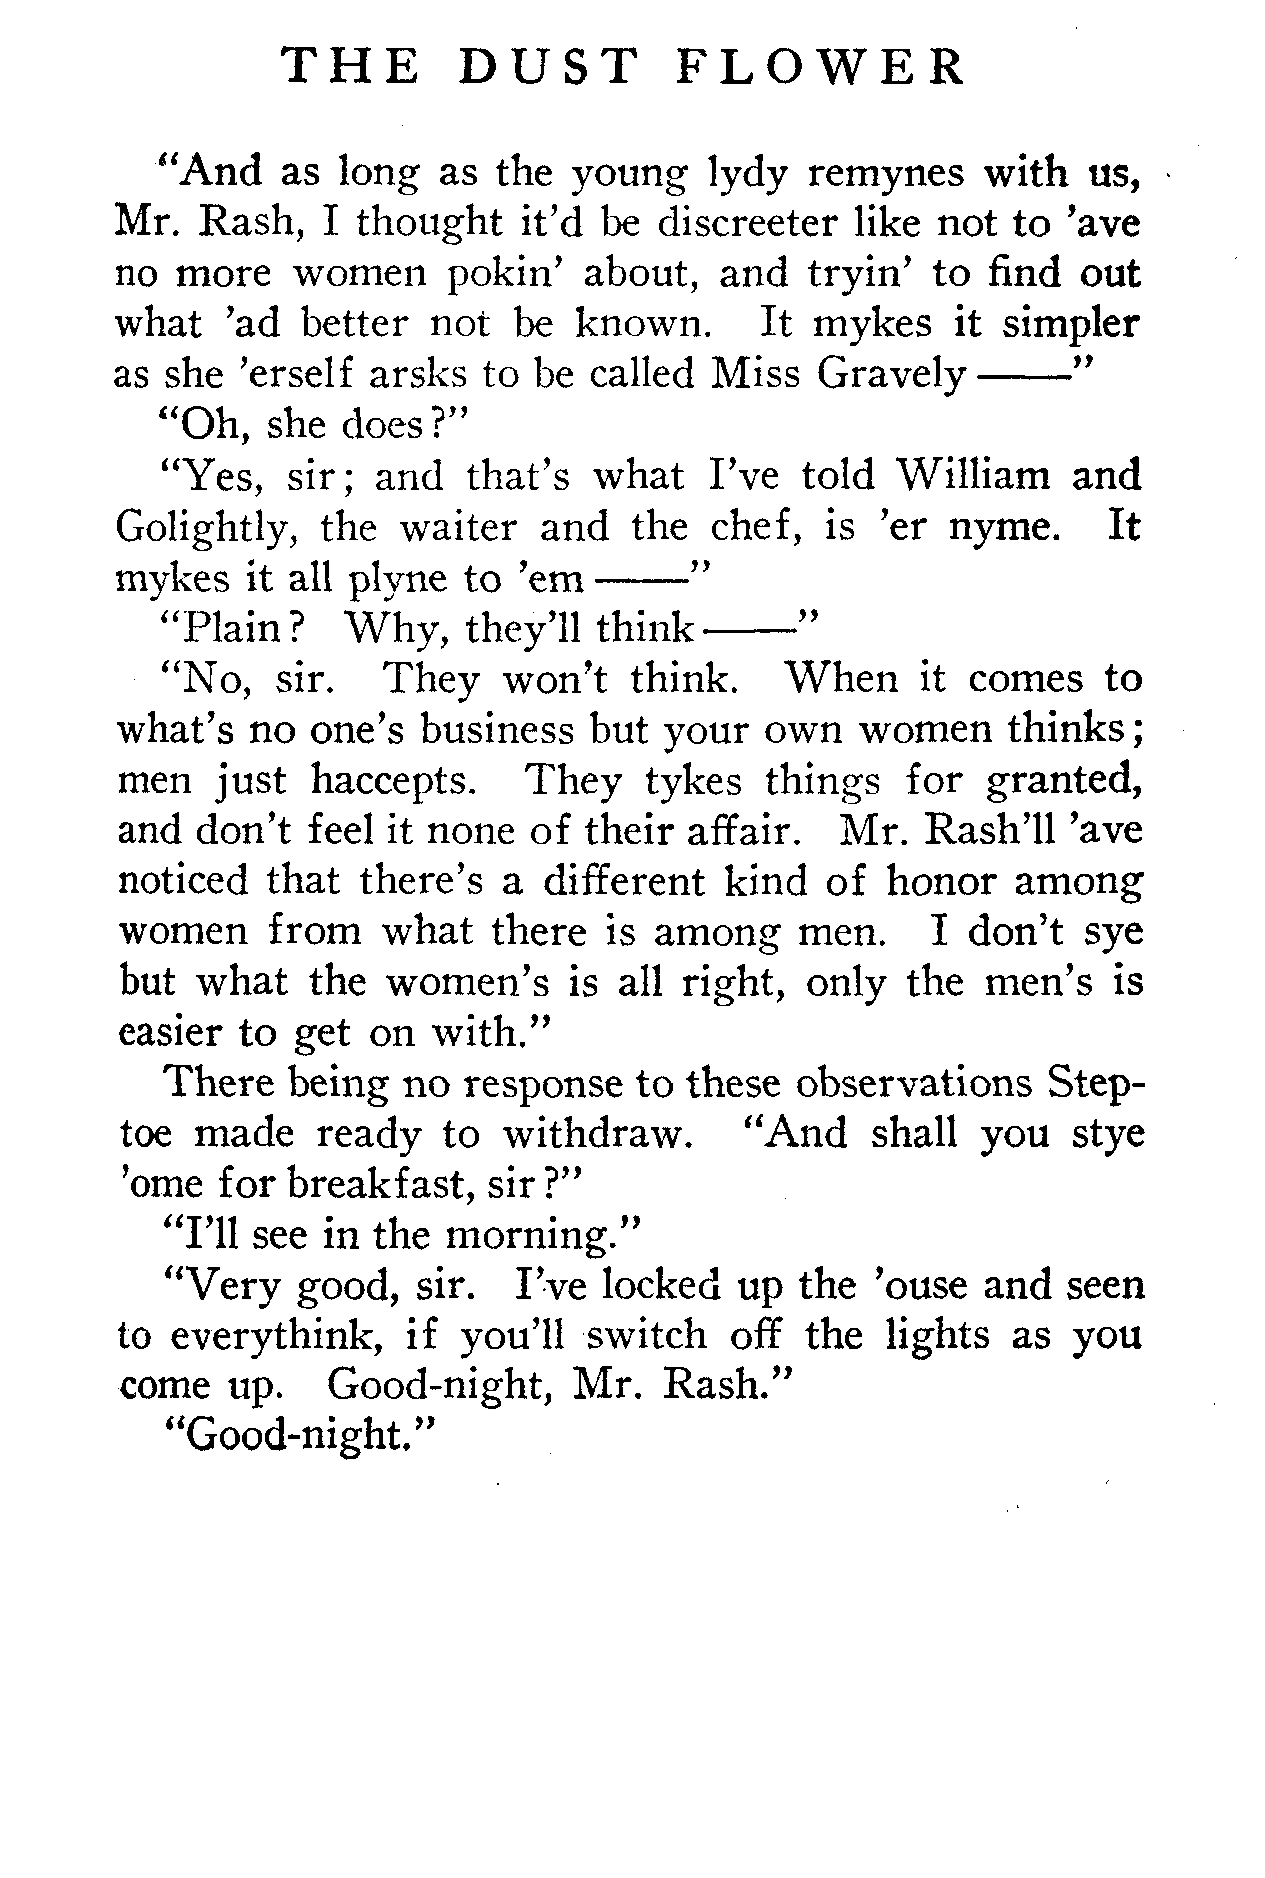 THE DUST FLOWER
“And as long as the young lydy remynes with us,
Mr. Rash, I thought it’d be discreeter like not to ’ave
no more women pokin’ about, and tryin’ to find out
what ’ad better not be known. It mykes it simpler
as she ’erself arsks to be called Miss Gravely——”
“Oh, she does?”
“Yes, sir; and that’s what I’ve told William and
Golightly, the waiter and the chef, is ’er nyme. It
mykes it all plyne to ’em——”
“Plain? Why, they’ll think——”
“No, sir. They won’t think. When it comes to
what’s no one’s business but your own women thinks;
men just haccepts. They tykes things for granted,
and don’t feel it none of their affair. Mr. Rash’ll ’ave
noticed that there’s a different kind of honor among
women from what there is among men. I don’t sye
but what the women’s is all right, only the men’s is
easier to get on with.”
There being no response to these observations Step-
toe made ready to withdraw. “And shall you stye
’ome for breakfast, sir?”
“I’ll see in the morning.”
“Very good, sir. I’ve locked up the ’ouse and seen
to everythink, if you’ll switch off the lights as you
come up. Good-night, Mr. Rash.”
“Good-night.”